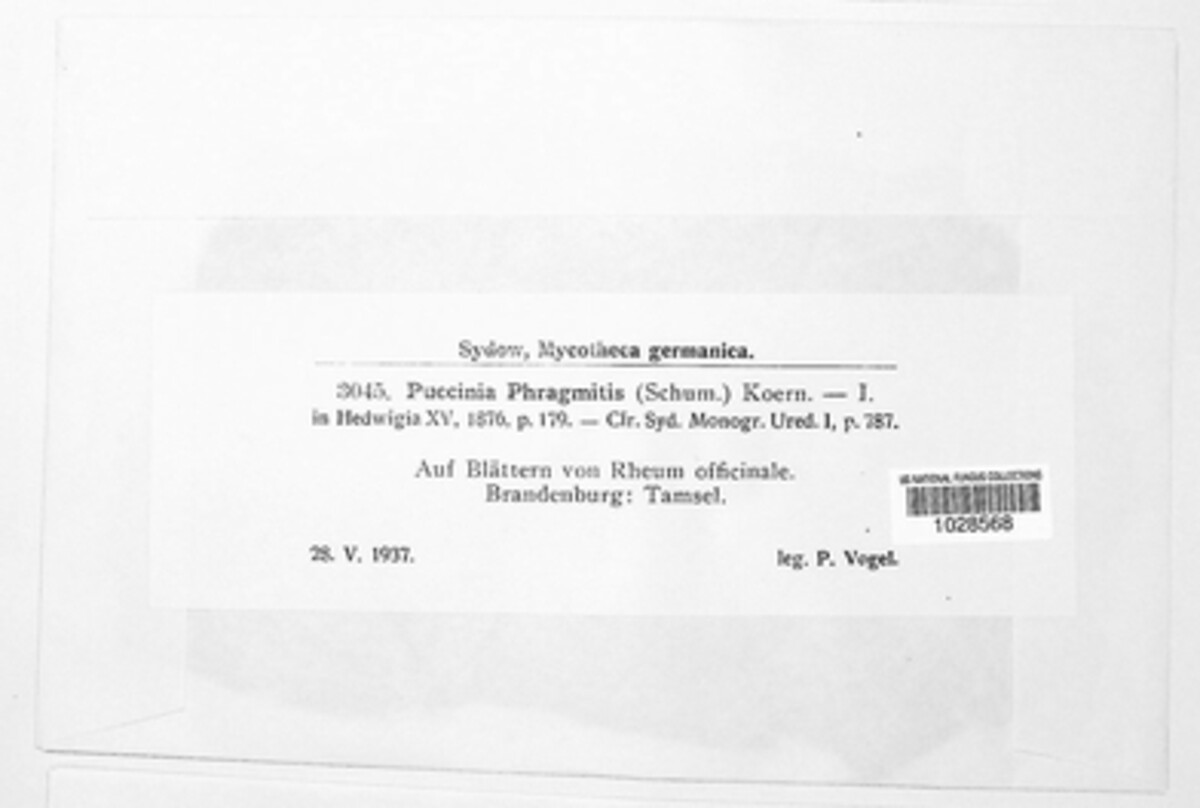 Sydow, Mycotheca germanica.
3045. Puccinia Phragmitis (Schum.) Koern. — I.
in Hedwigia XV, 1876, p. 179. — Cfr. Syd. Monogr. Ured. I, p. 787.
Auf Blättern von Rheum officinale.
Brandenburg: Tamsel.
US NATIONAL FUNGUS COLLECTIONS
1028568
28. V. 1937.
leg. P. Vogel.